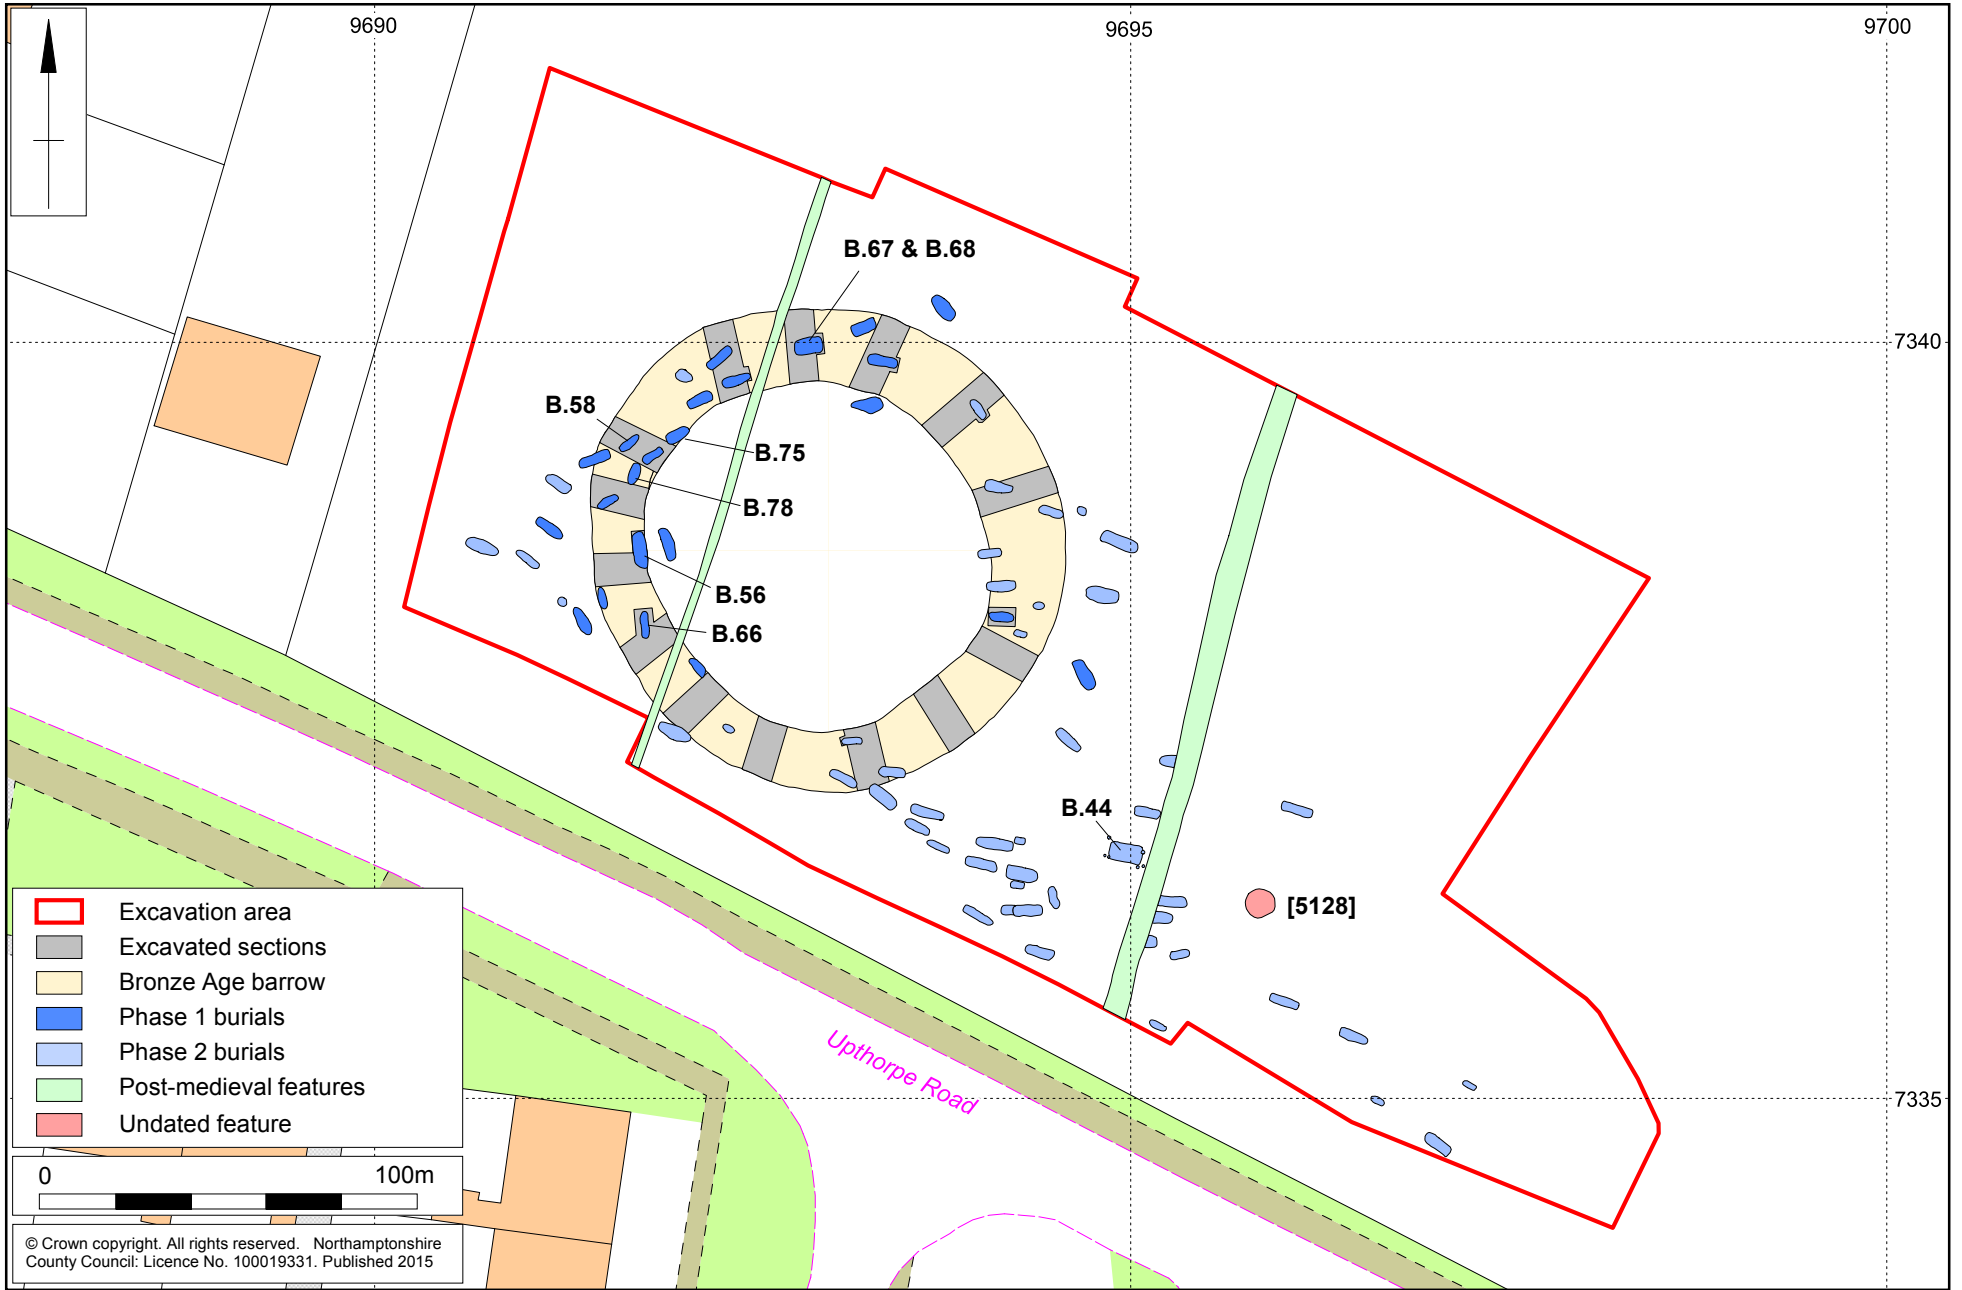 9690
9695
9700
B.67 & B.68
7340
B.58
B.75
B.78
B.56
B.66
B.44
[5128]
Excavation area
Excavated sections
Bronze Age barrow
Phase 1 burials
Phase 2 burials
Post-medieval features
Undated feature
Upthorpe Road
7335
0 100m
© Crown copyright. All rights reserved. Northamptonshire
County Council: Licence No. 100019331. Published 2015